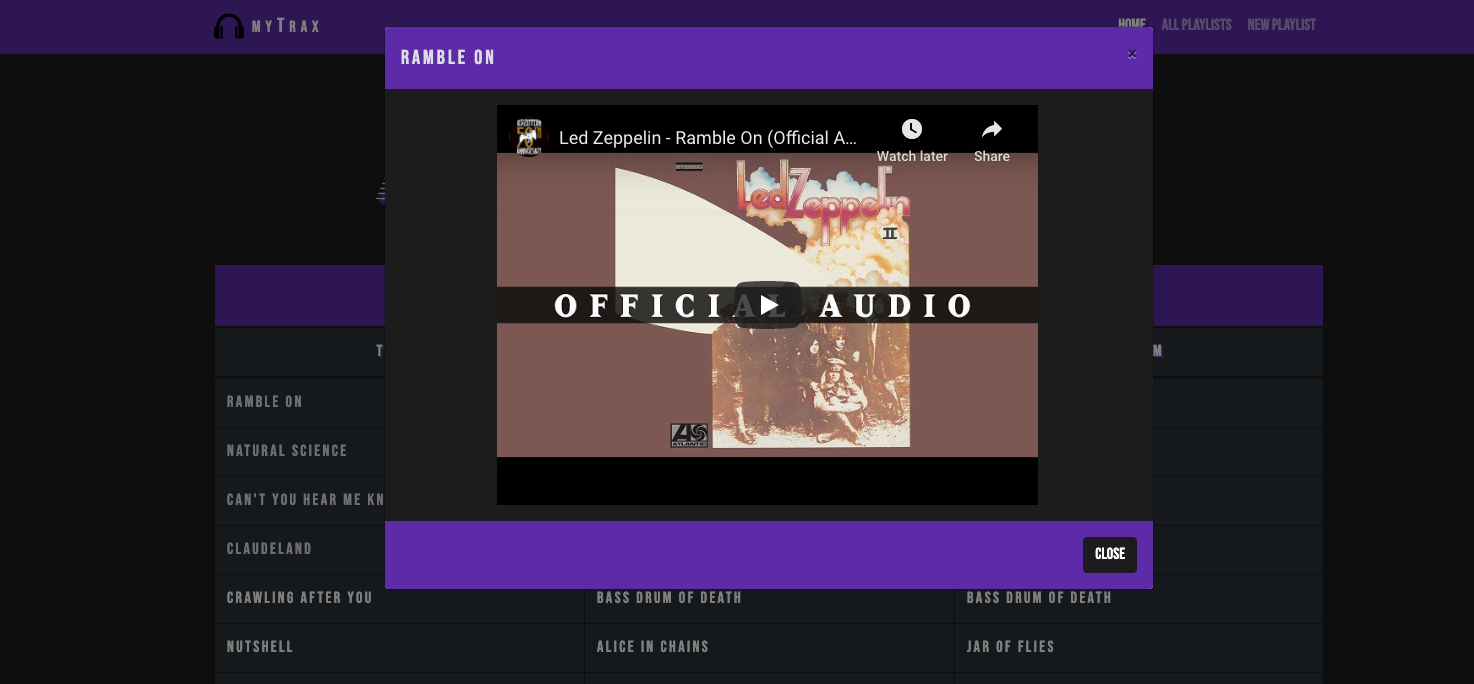 myTrax
HOME ALL PLAYLISTS NEW PLAYLIST
RAMBLE ON ×
Led Zeppelin - Ramble On (Official A...
Watch later Share
STEREO
Led Zeppelin
II
OFFICIAL AUDIO
ATLANTIC
T
M
RAMBLE ON
NATURAL SCIENCE
CAN'T YOU HEAR ME KN
CLAUDELAND
CLOSE
CRAWLING AFTER YOU BASS DRUM OF DEATH BASS DRUM OF DEATH
NUTSHELL ALICE IN CHAINS JAR OF FLIES